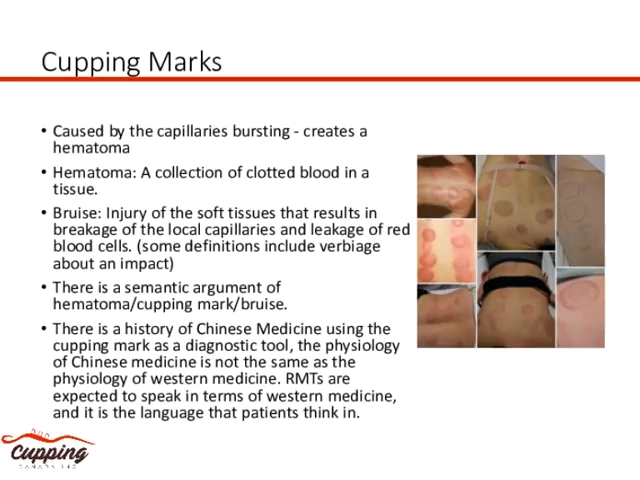 Cupping Marks
• Caused by the capillaries bursting - creates a
hematoma
• Hematoma: A collection of clotted blood in a
tissue.
• Bruise: Injury of the soft tissues that results in
breakage of the local capillaries and leakage of red
blood cells. (some definitions include verbiage
about an impact)
• There is a semantic argument of
hematoma/cupping mark/bruise.
• There is a history of Chinese Medicine using the
cupping mark as a diagnostic tool, the physiology
of Chinese medicine is not the same as the
physiology of western medicine. RMTs are
expected to speak in terms of western medicine,
and it is the language that patients think in.
Cupping
CANADA INC